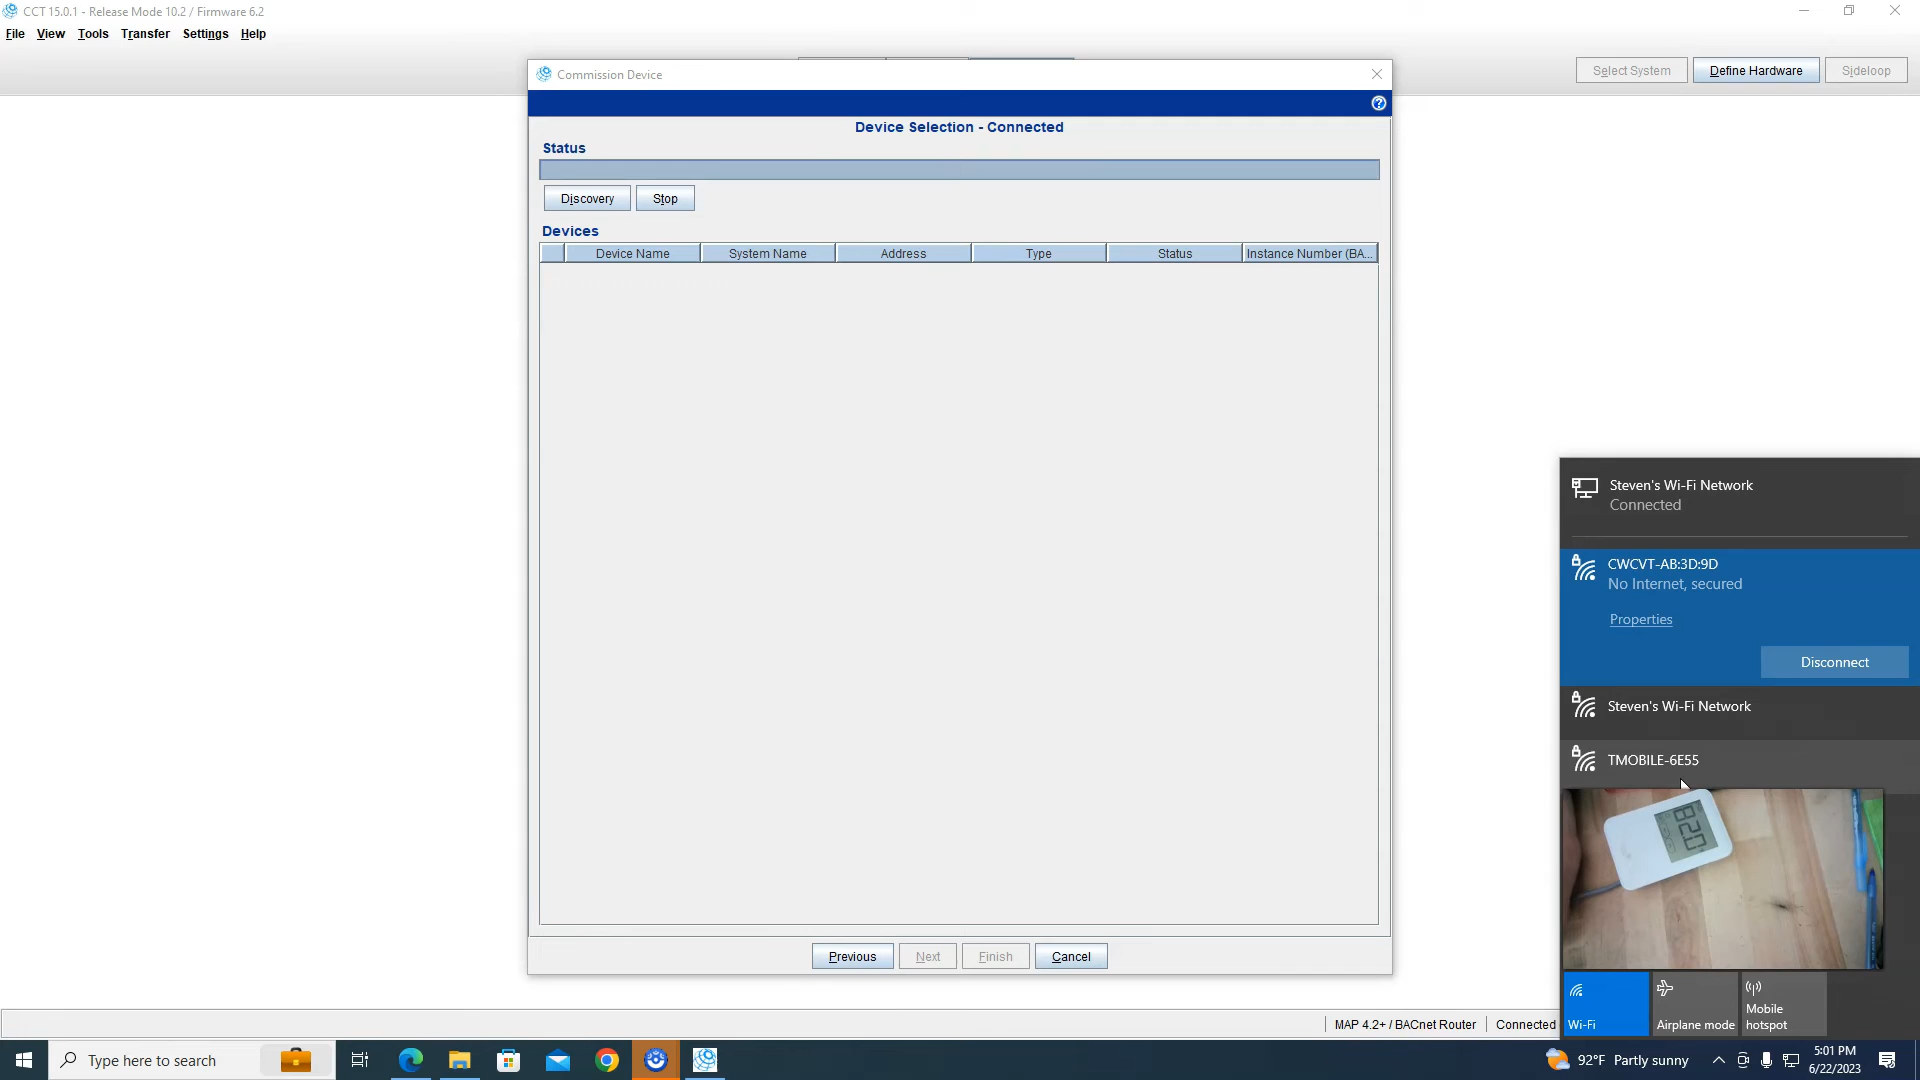 CCT 15.0.1 - Release Mode 10.2 / Firmware 6.2
File View Tools Transfer Settings Help
Select System Define Hardware Sideloop
Commission Device
Device Selection - Connected
Status
Discovery Stop
Devices
Device Name System Name Address Type Status Instance Number (BA...
Previous Next Finish Cancel
Steven's Wi-Fi Network
Connected
CWCVT-AB:3D:9D
No Internet, secured
Properties
Disconnect
Steven's Wi-Fi Network
TMOBILE-6E55
820
Wi-Fi
Airplane mode
Mobile
hotspot
MAP 4.2+ / BACnet Router Connected
Type here to search
92°F Partly sunny
5:01 PM
6/22/2023